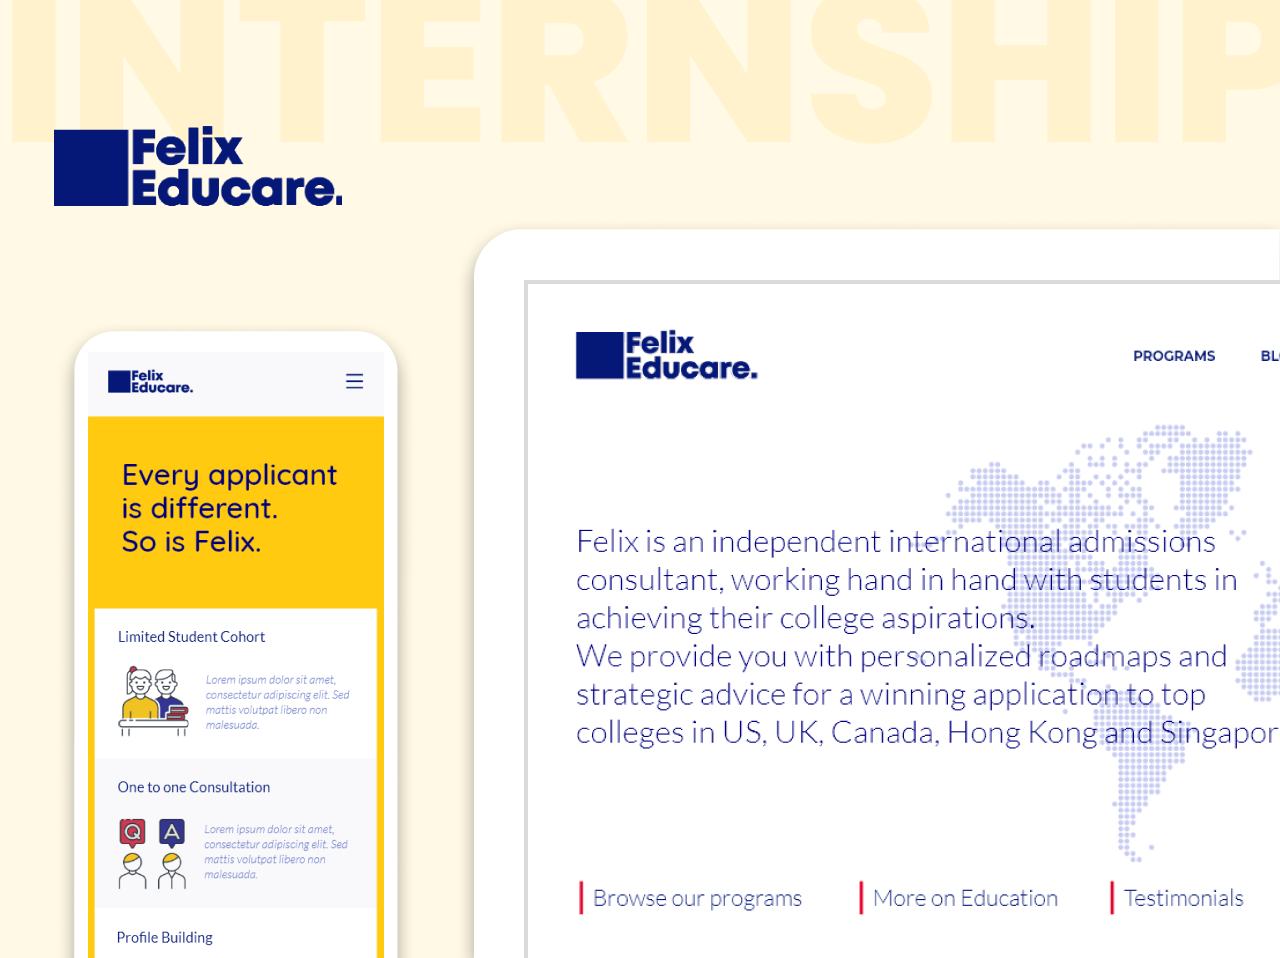 INTERNSHIP
Felix
Educare.
Felix
Educare.
Every applicant
is different.
So is Felix.
Limited Student Cohort
Lorem ipsum dolor sit amet,
consectetur adipiscing elit. Sed
mattis volutpat libero non
malesuada.
One to one Consultation
Q A
Lorem ipsum dolor sit amet,
consectetur adipiscing elit. Sed
mattis volutpat libero non
malesuada.
Profile Building
Felix
Educare.
PROGRAMS
BL
Felix is an independent international admissions
consultant, working hand in hand with students in
achieving their college aspirations.
We provide you with personalized roadmaps and
strategic advice for a winning application to top
colleges in US, UK, Canada, Hong Kong and Singapor
Browse our programs
More on Education
Testimonials